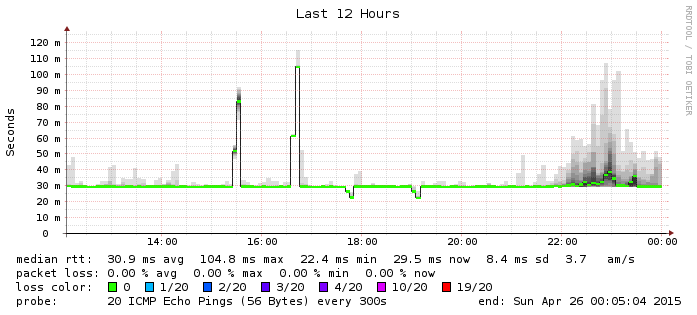 Last 12 Hours
RRDTOOL / TOBI OETIKER
Seconds
120 m
110 m
100 m
90 m
80 m
70 m
60 m
50 m
40 m
30 m
20 m
10 m
0
14:00 16:00 18:00 20:00 22:00 00:00
median rtt: 30.9 ms avg 104.8 ms max 22.4 ms min 29.5 ms now 8.4 ms sd 3.7 am/s
packet loss: 0.00 % avg 0.00 % max 0.00 % min 0.00 % now
loss color: 0 1/20 2/20 3/20 4/20 10/20 19/20
probe: 20 ICMP Echo Pings (56 Bytes) every 300s end: Sun Apr 26 00:05:04 2015